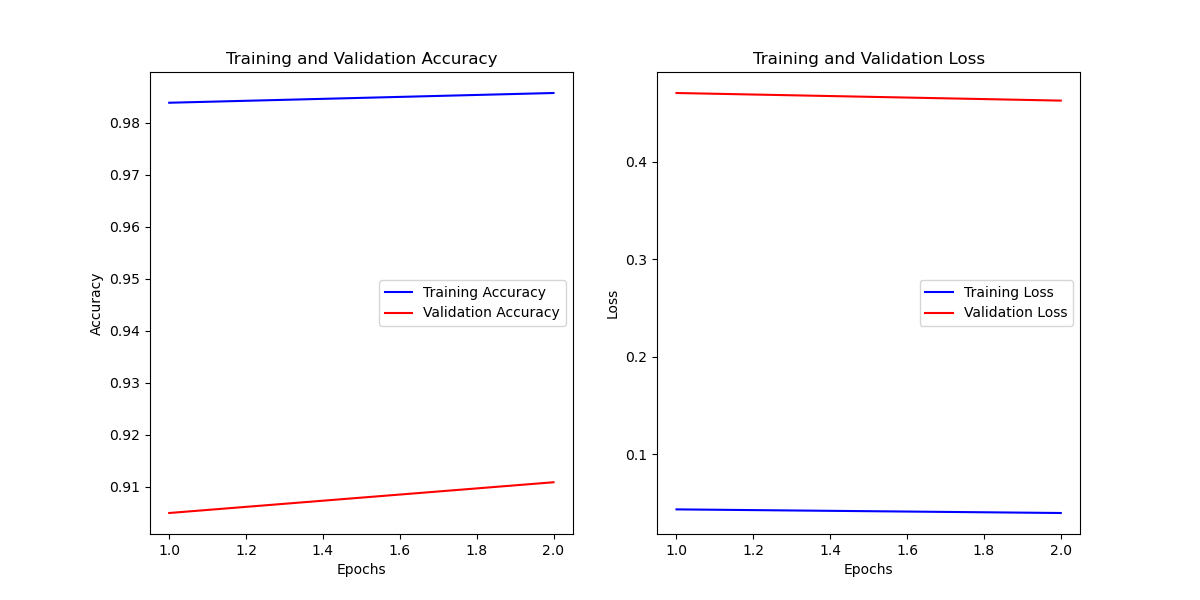 Training and Validation Accuracy
Accuracy
0.98
0.97
0.96
0.95
0.94
0.93
0.92
0.91
Training Accuracy
Validation Accuracy
1.0 1.2 1.4 1.6 1.8 2.0
Epochs
Training and Validation Loss
Loss
0.4
0.3
0.2
0.1
Training Loss
Validation Loss
1.0 1.2 1.4 1.6 1.8 2.0
Epochs